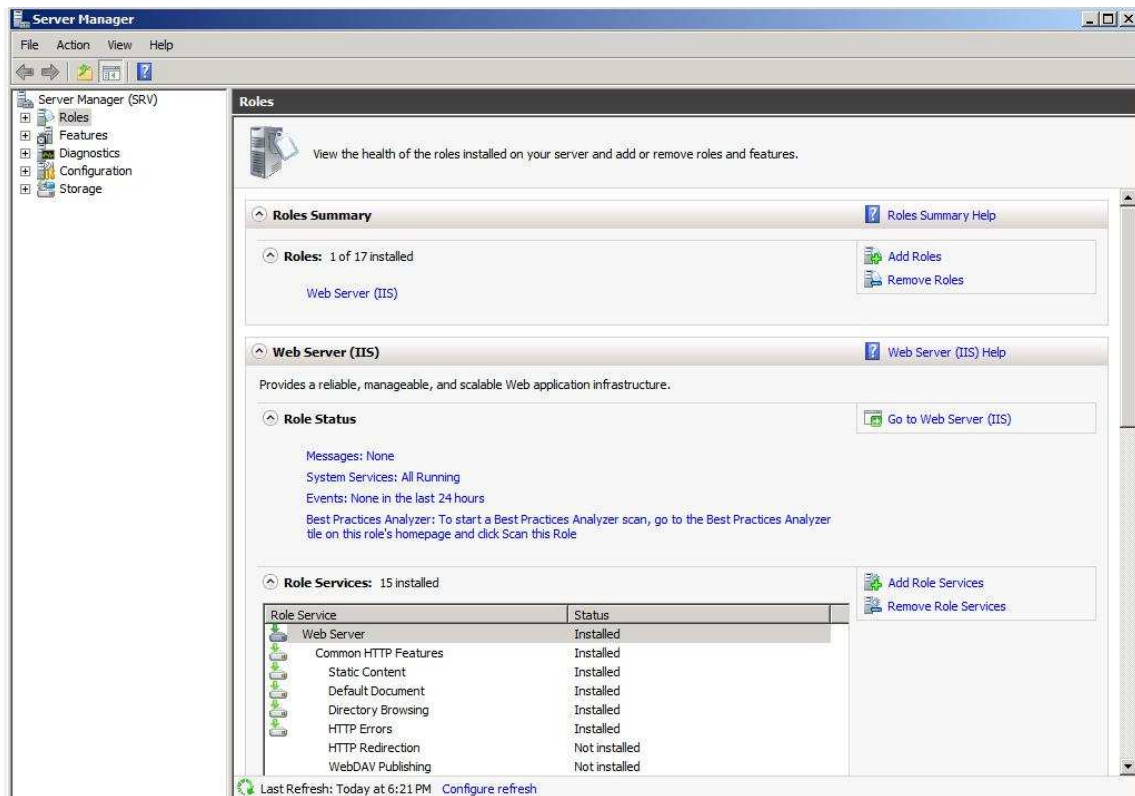 Server Manager
File Action View Help
Server Manager (SRV)
Roles
Features
Diagnostics
Configuration
Storage
Roles
View the health of the roles installed on your server and add or remove roles and features.
Roles Summary
Roles Summary Help
Roles: 1 of 17 installed
Add Roles
Remove Roles
Web Server (IIS)
Web Server (IIS)
Web Server (IIS) Help
Provides a reliable, manageable, and scalable Web application infrastructure.
Role Status
Go to Web Server (IIS)
Messages: None
System Services: All Running
Events: None in the last 24 hours
Best Practices Analyzer: To start a Best Practices Analyzer scan, go to the Best Practices Analyzer
tile on this role's homepage and click Scan this Role
Role Services: 15 installed
Add Role Services
Remove Role Services
Role Service Status
Web Server Installed
Common HTTP Features Installed
Static Content Installed
Default Document Installed
Directory Browsing Installed
HTTP Errors Installed
HTTP Redirection Not installed
WebDAV Publishing Not installed
Last Refresh: Today at 6:21 PM Configure refresh